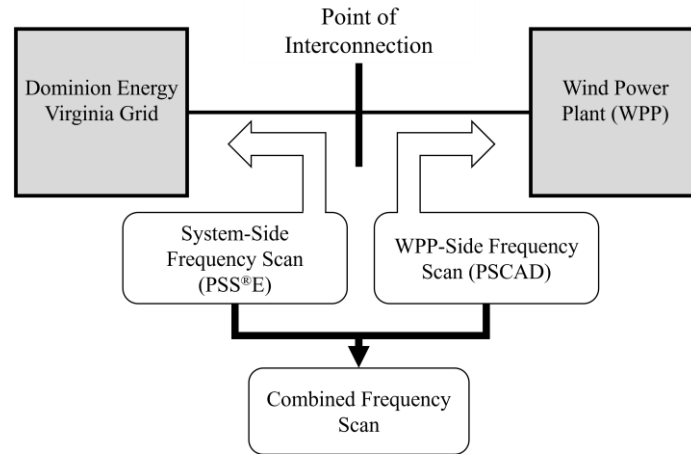 Point of
Interconnection
Dominion Energy
Virginia Grid
Wind Power
Plant (WPP)
System-Side
Frequency Scan
(PSS®E)
WPP-Side Frequency
Scan (PSCAD)
Combined Frequency
Scan